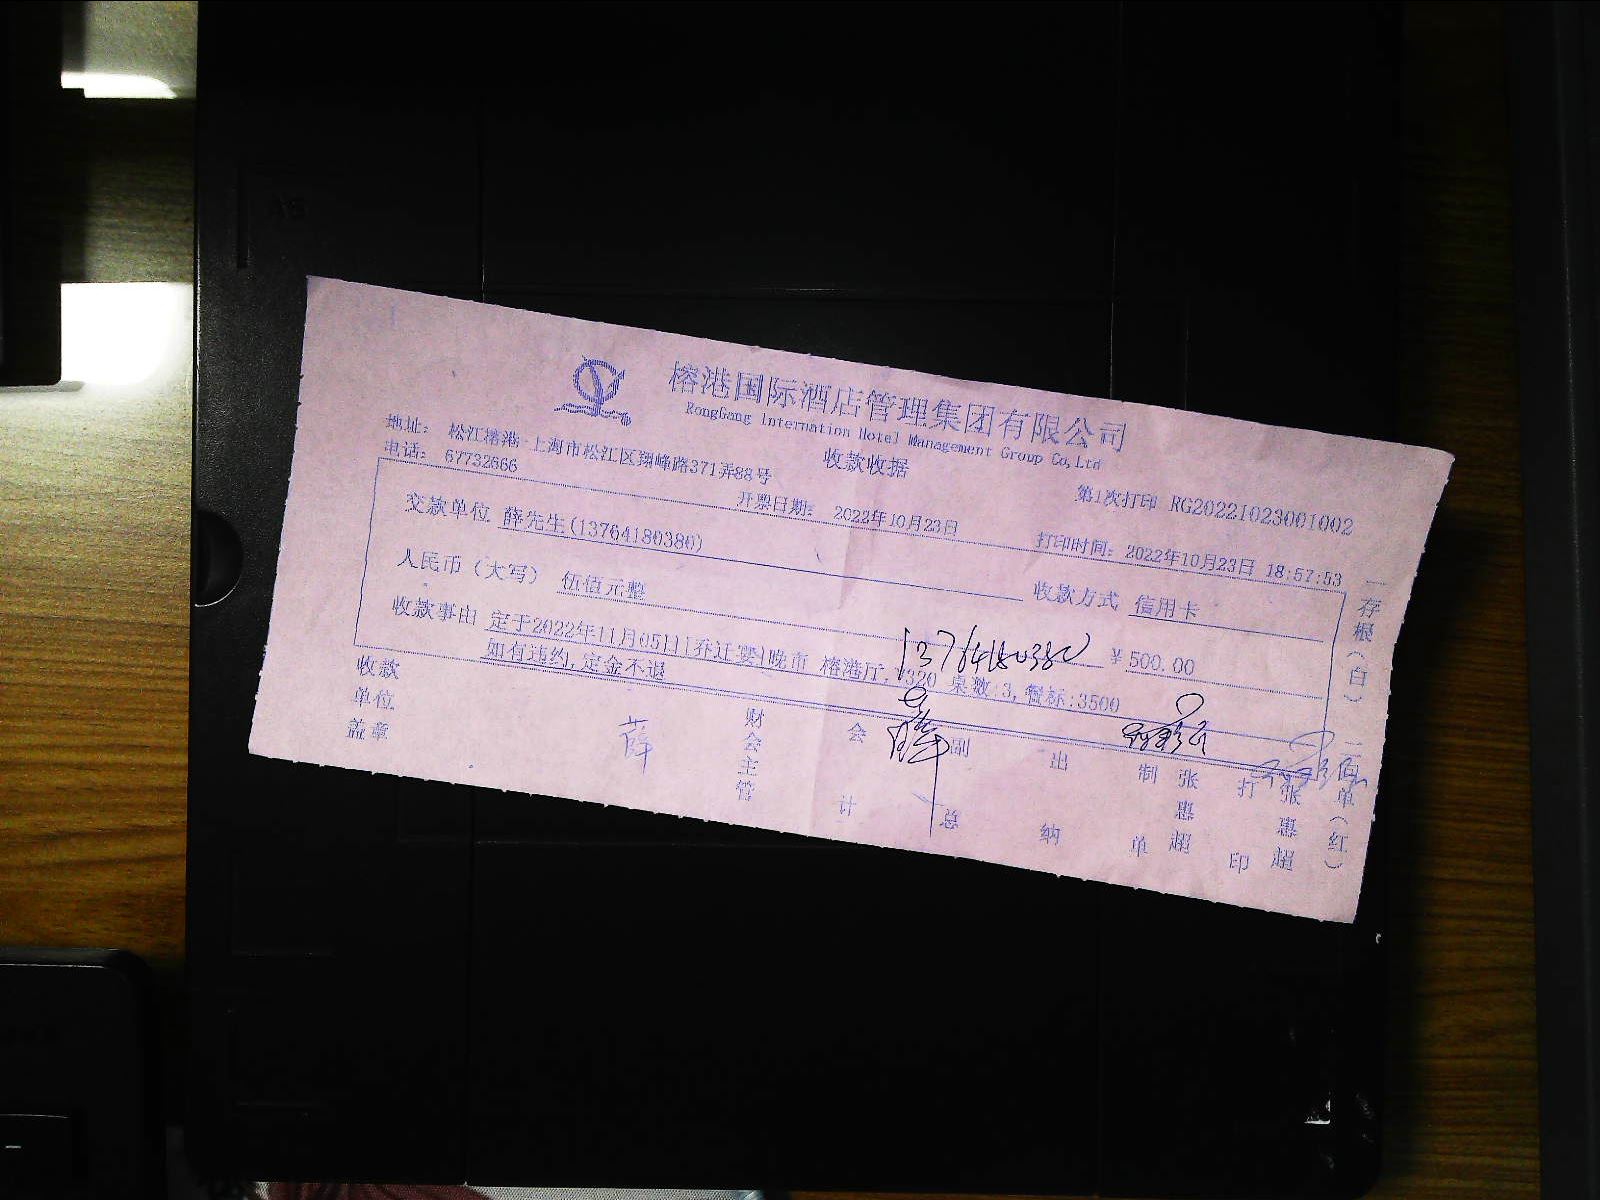 榕港国际酒店管理集团有限公司
RongGang Internation Hotel Management Group Co,Ltd
地址: 松江榕港-上海市松江区翔峰路371弄88号
收款收据
电话: 67732666
第1次打印 RG20221023001002
开票日期: 2022年10月23日
打印时间: 2022年10月23日 18:57:53
交款单位 薛先生(13764180380)
收款方式 信用卡
人民币(大写) 伍佰元整
13764180380
¥500.00
收款事由 定于2022年11月05日[乔迁宴]晚市 榕港厅, 1320 桌数:3,餐标:3500
如有违约,定金不退
收款单位盖章
薛
财会主管
会计
薛
副总
出纳
制单
张惠超
打印
张惠超
一存根(白)
二百单(红)